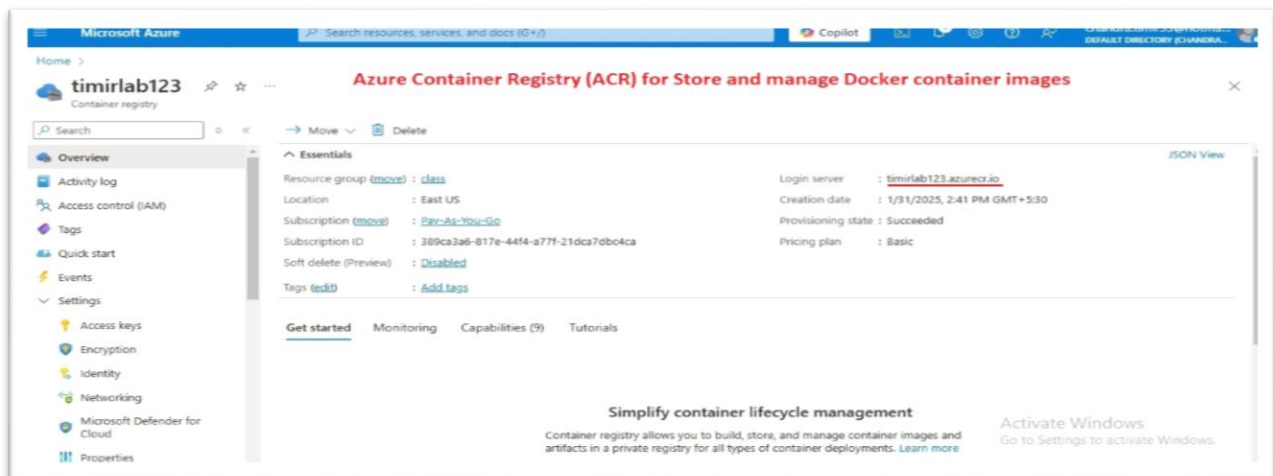 Microsoft Azure
Search resources, services, and docs (G+/)
Copilot
DEFAULT DIRECTORY (CHANDRA...
Home >
timirlab123
Container registry
Azure Container Registry (ACR) for Store and manage Docker container images
Search
Overview
Activity log
Access control (IAM)
Tags
Quick start
Events
Settings
Access keys
Encryption
Identity
Networking
Microsoft Defender for
Cloud
Properties
Move
Delete
Essentials
JSON View
Resource group (move) : class
Location : East US
Subscription (move) : Pay-As-You-Go
Subscription ID : 389ca3a6-817e-44f4-a77f-21dca7dbc4ca
Soft delete (Preview) : Disabled
Tags (edit) : Add tags
Login server : timirlab123.azurecr.io
Creation date : 1/31/2025, 2:41 PM GMT+5:30
Provisioning state : Succeeded
Pricing plan : Basic
Get started
Monitoring
Capabilities (9)
Tutorials
Simplify container lifecycle management
Container registry allows you to build, store, and manage container images and
artifacts in a private registry for all types of container deployments. Learn more
Activate Windows
Go to Settings to activate Windows.